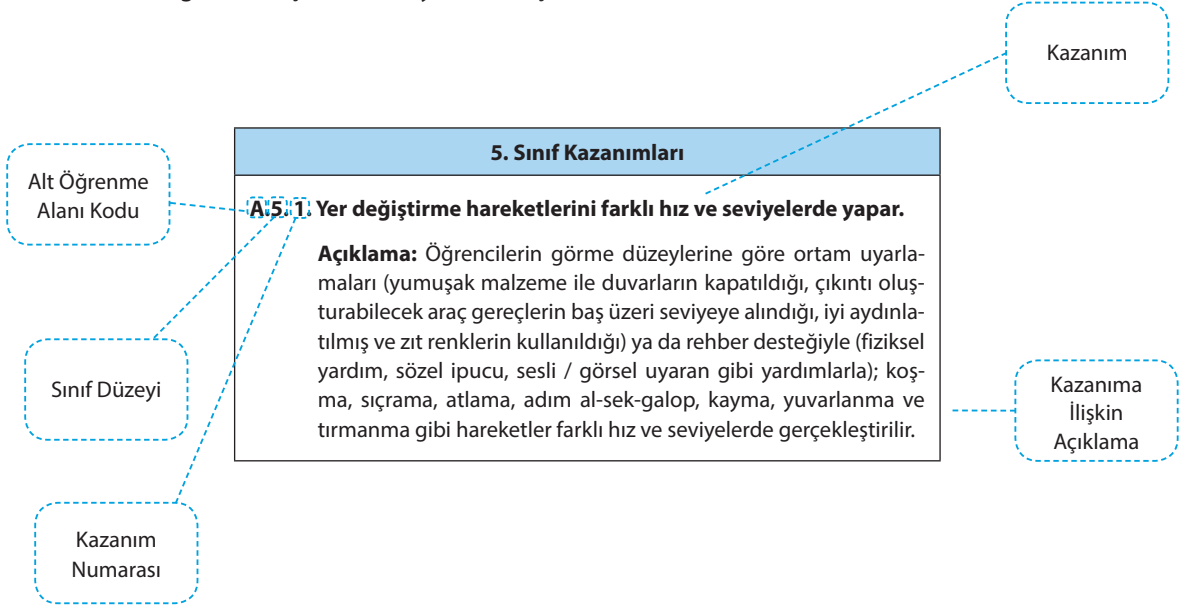 Kazanım
5. Sınıf Kazanımları
Alt Öğrenme
Alanı Kodu
A.5.1. Yer değiştirme hareketlerini farklı hız ve seviyelerde yapar.
Açıklama: Öğrencilerin görme düzeylerine göre ortam uyarla-
maları (yumuşak malzeme ile duvarların kapatıldığı, çıkıntı oluş-
turabilecek araç gereçlerin baş üzeri seviyeye alındığı, iyi aydınla-
tılmış ve zıt renklerin kullanıldığı) ya da rehber desteğiyle (fiziksel
yardım, sözel ipucu, sesli / görsel uyaran gibi yardımlarla); koş-
ma, sıçrama, atlama, adım al-sek-galop, kayma, yuvarlanma ve
tırmanma gibi hareketler farklı hız ve seviyelerde gerçekleştirilir.
Sınıf Düzeyi
Kazanıma
İlişkin
Açıklama
Kazanım
Numarası